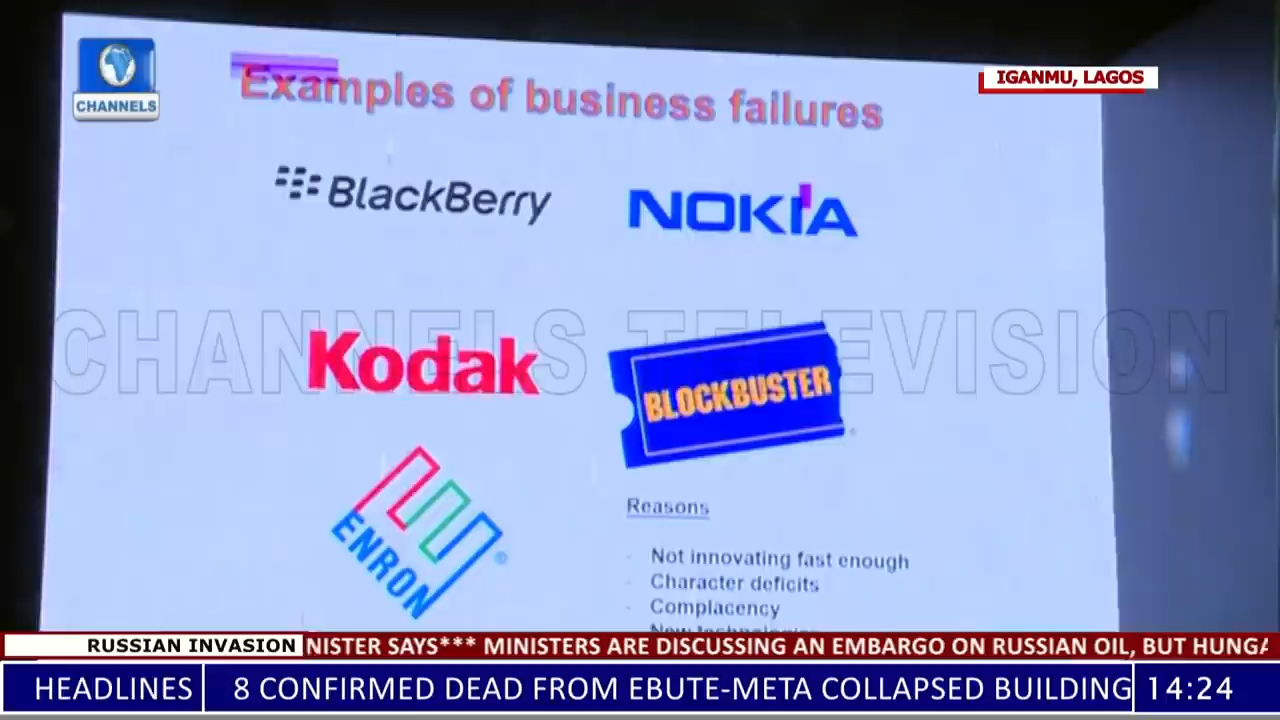 CHANNELS
IGANMU, LAGOS
Examples of business failures
BlackBerry
NOKIA
CHANNELS TELEVISION
Kodak
BLOCKBUSTER
ENRON
Reasons
- Not innovating fast enough
- Character deficits
- Complacency
RUSSIAN INVASION
NISTER SAYS*** MINISTERS ARE DISCUSSING AN EMBARGO ON RUSSIAN OIL, BUT HUNGA
HEADLINES
8 CONFIRMED DEAD FROM EBUTE-META COLLAPSED BUILDING
14:24